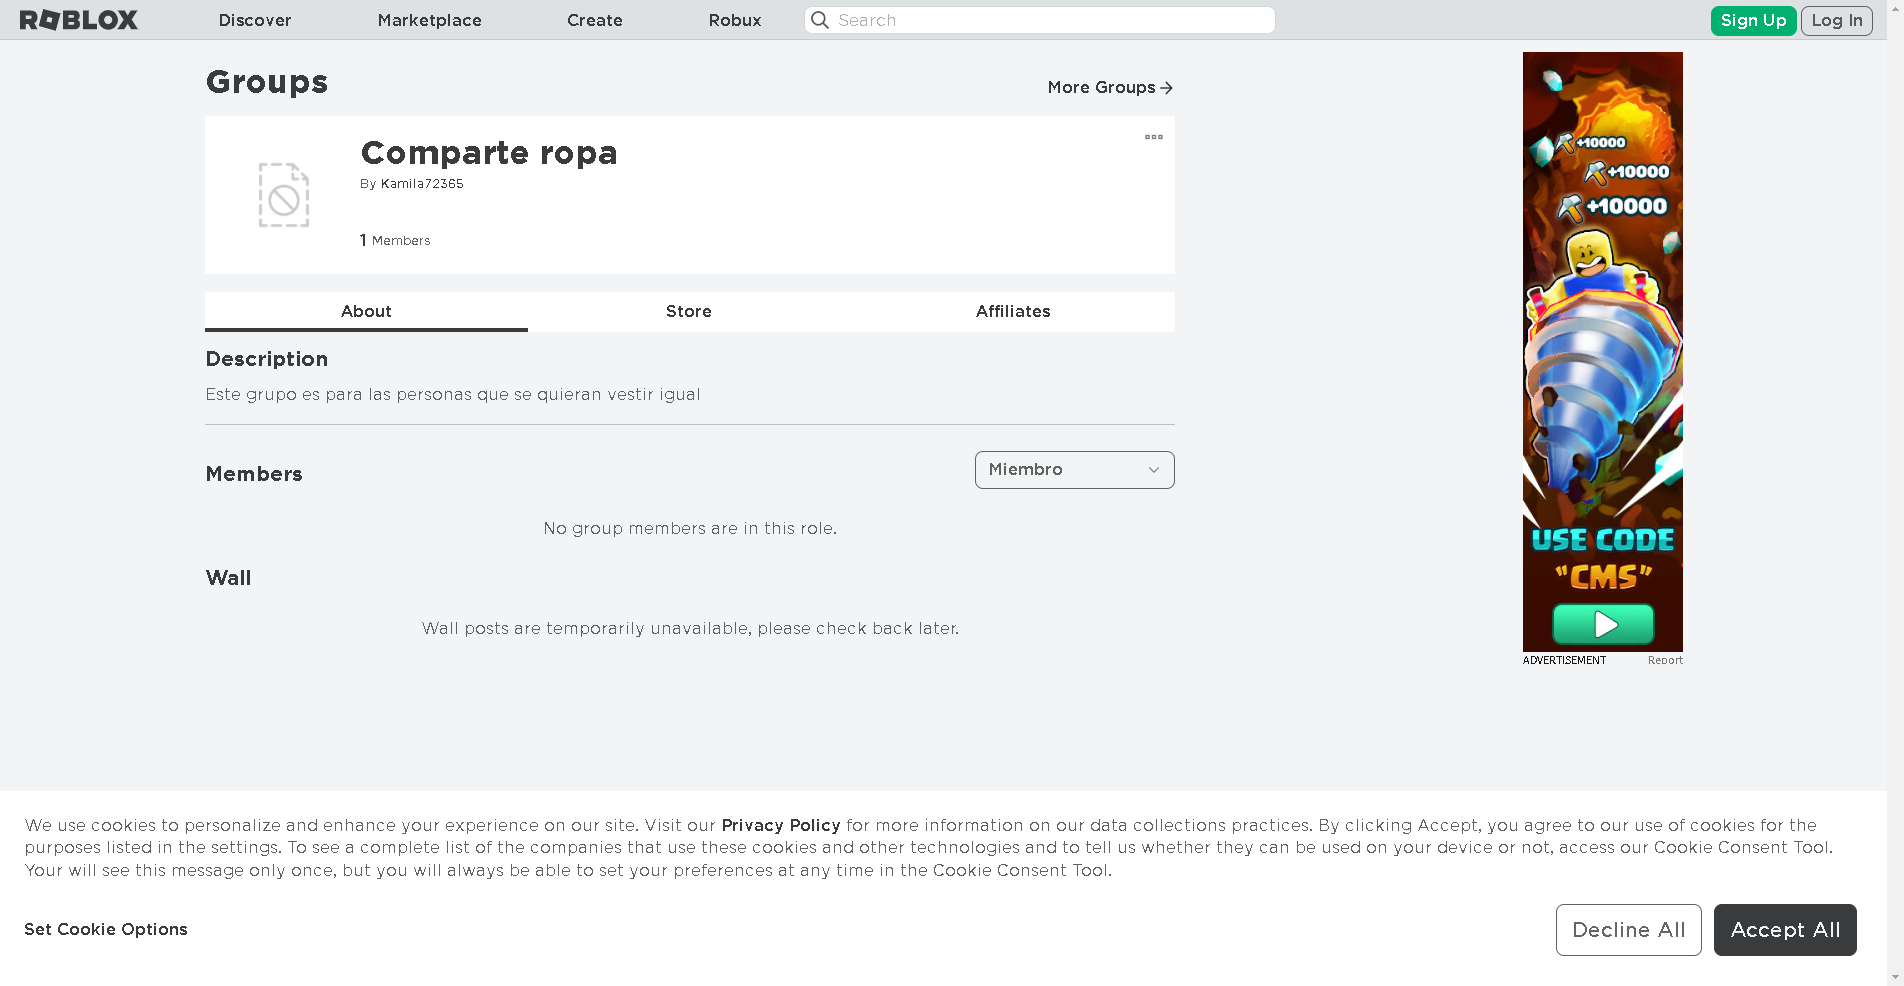 ROBLOX
Discover
Marketplace
Create
Robux
Search
Sign Up
Log In
Groups
More Groups
Comparte ropa
By Kamila72365
1 Members
About
Store
Affiliates
Description
Este grupo es para las personas que se quieran vestir igual
Members
Miembro
No group members are in this role.
Wall
Wall posts are temporarily unavailable, please check back later.
+10000
+10000
+10000
USE CODE
"CMS"
ADVERTISEMENT
Report
We use cookies to personalize and enhance your experience on our site. Visit our Privacy Policy for more information on our data collections practices. By clicking Accept, you agree to our use of cookies for the
purposes listed in the settings. To see a complete list of the companies that use these cookies and other technologies and to tell us whether they can be used on your device or not, access our Cookie Consent Tool.
Your will see this message only once, but you will always be able to set your preferences at any time in the Cookie Consent Tool.
Set Cookie Options
Decline All
Accept All